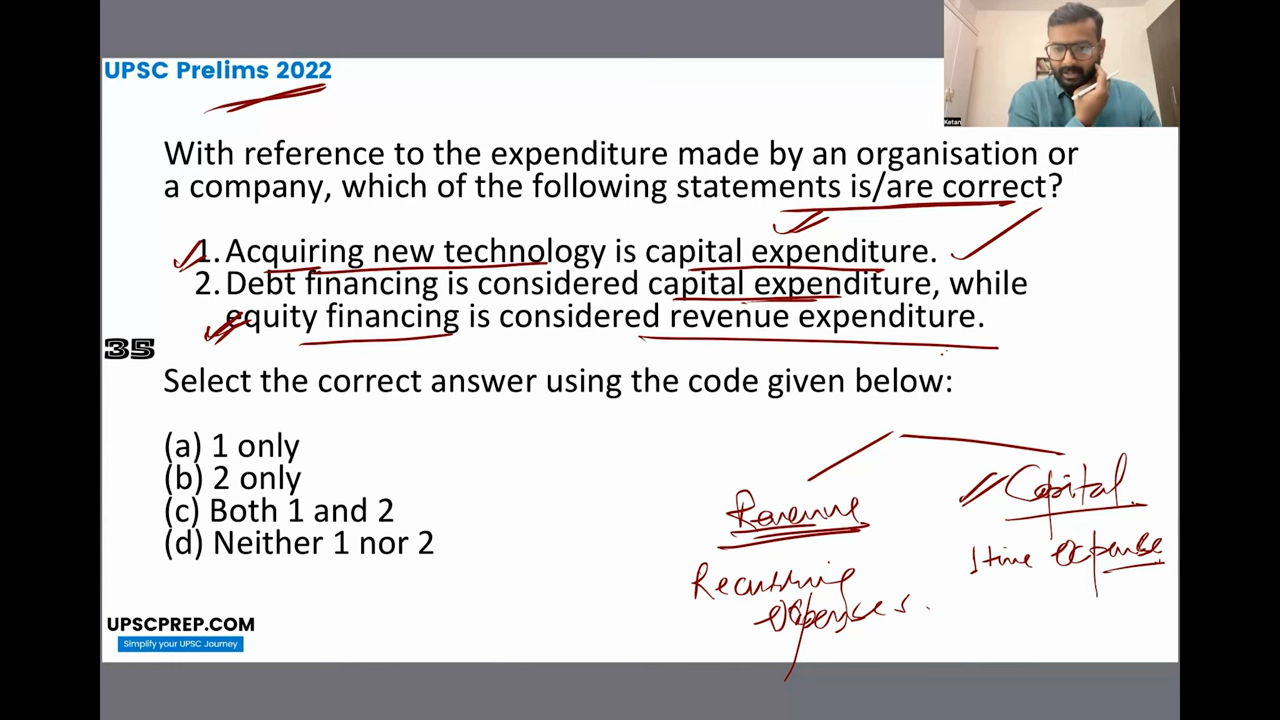 UPSC Prelims 2022
With reference to the expenditure made by an organisation or
a company, which of the following statements is/are correct?
1. Acquiring new technology is capital expenditure.
2. Debt financing is considered capital expenditure, while
equity financing is considered revenue expenditure.
35
Select the correct answer using the code given below:
(a) 1 only
(b) 2 only
(c) Both 1 and 2
(d) Neither 1 nor 2
Revenue
Recurring
expenses.
Capital
1 time expense
UPSCPREP.COM
Simplify your UPSC Journey
Ketan